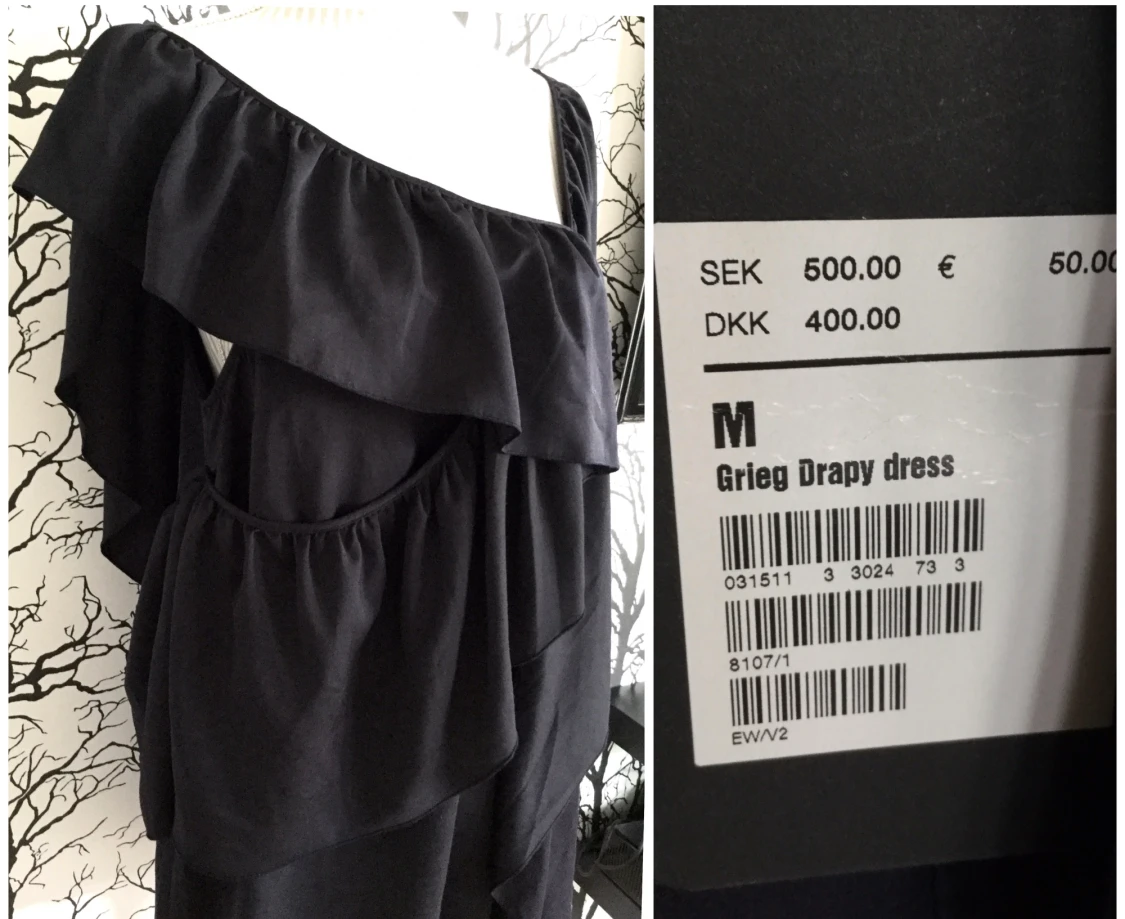 SEK 500.00 € 50.00
DKK 400.00
M
Grieg Drapy dress
031511 3 3024 73 3
8107/1
EW/V2